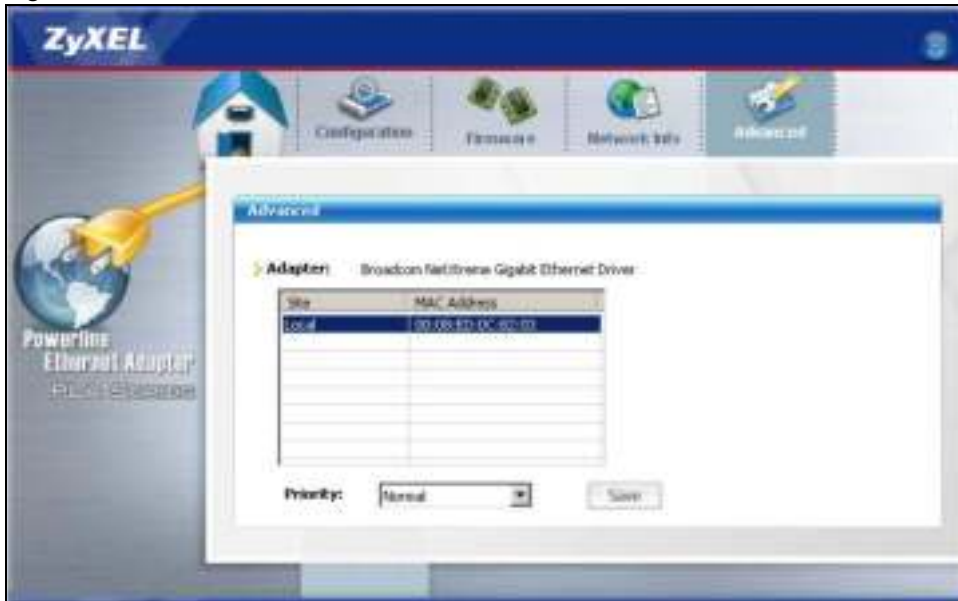 ZyXEL
Configuration
Firmware
Network Info
Advanced
Advanced
Adapter: Broadcom NetXtreme Gigabit Ethernet Driver
Site MAC Address
Local
Powerline
Ethernet Adapter
Priority: Normal Save